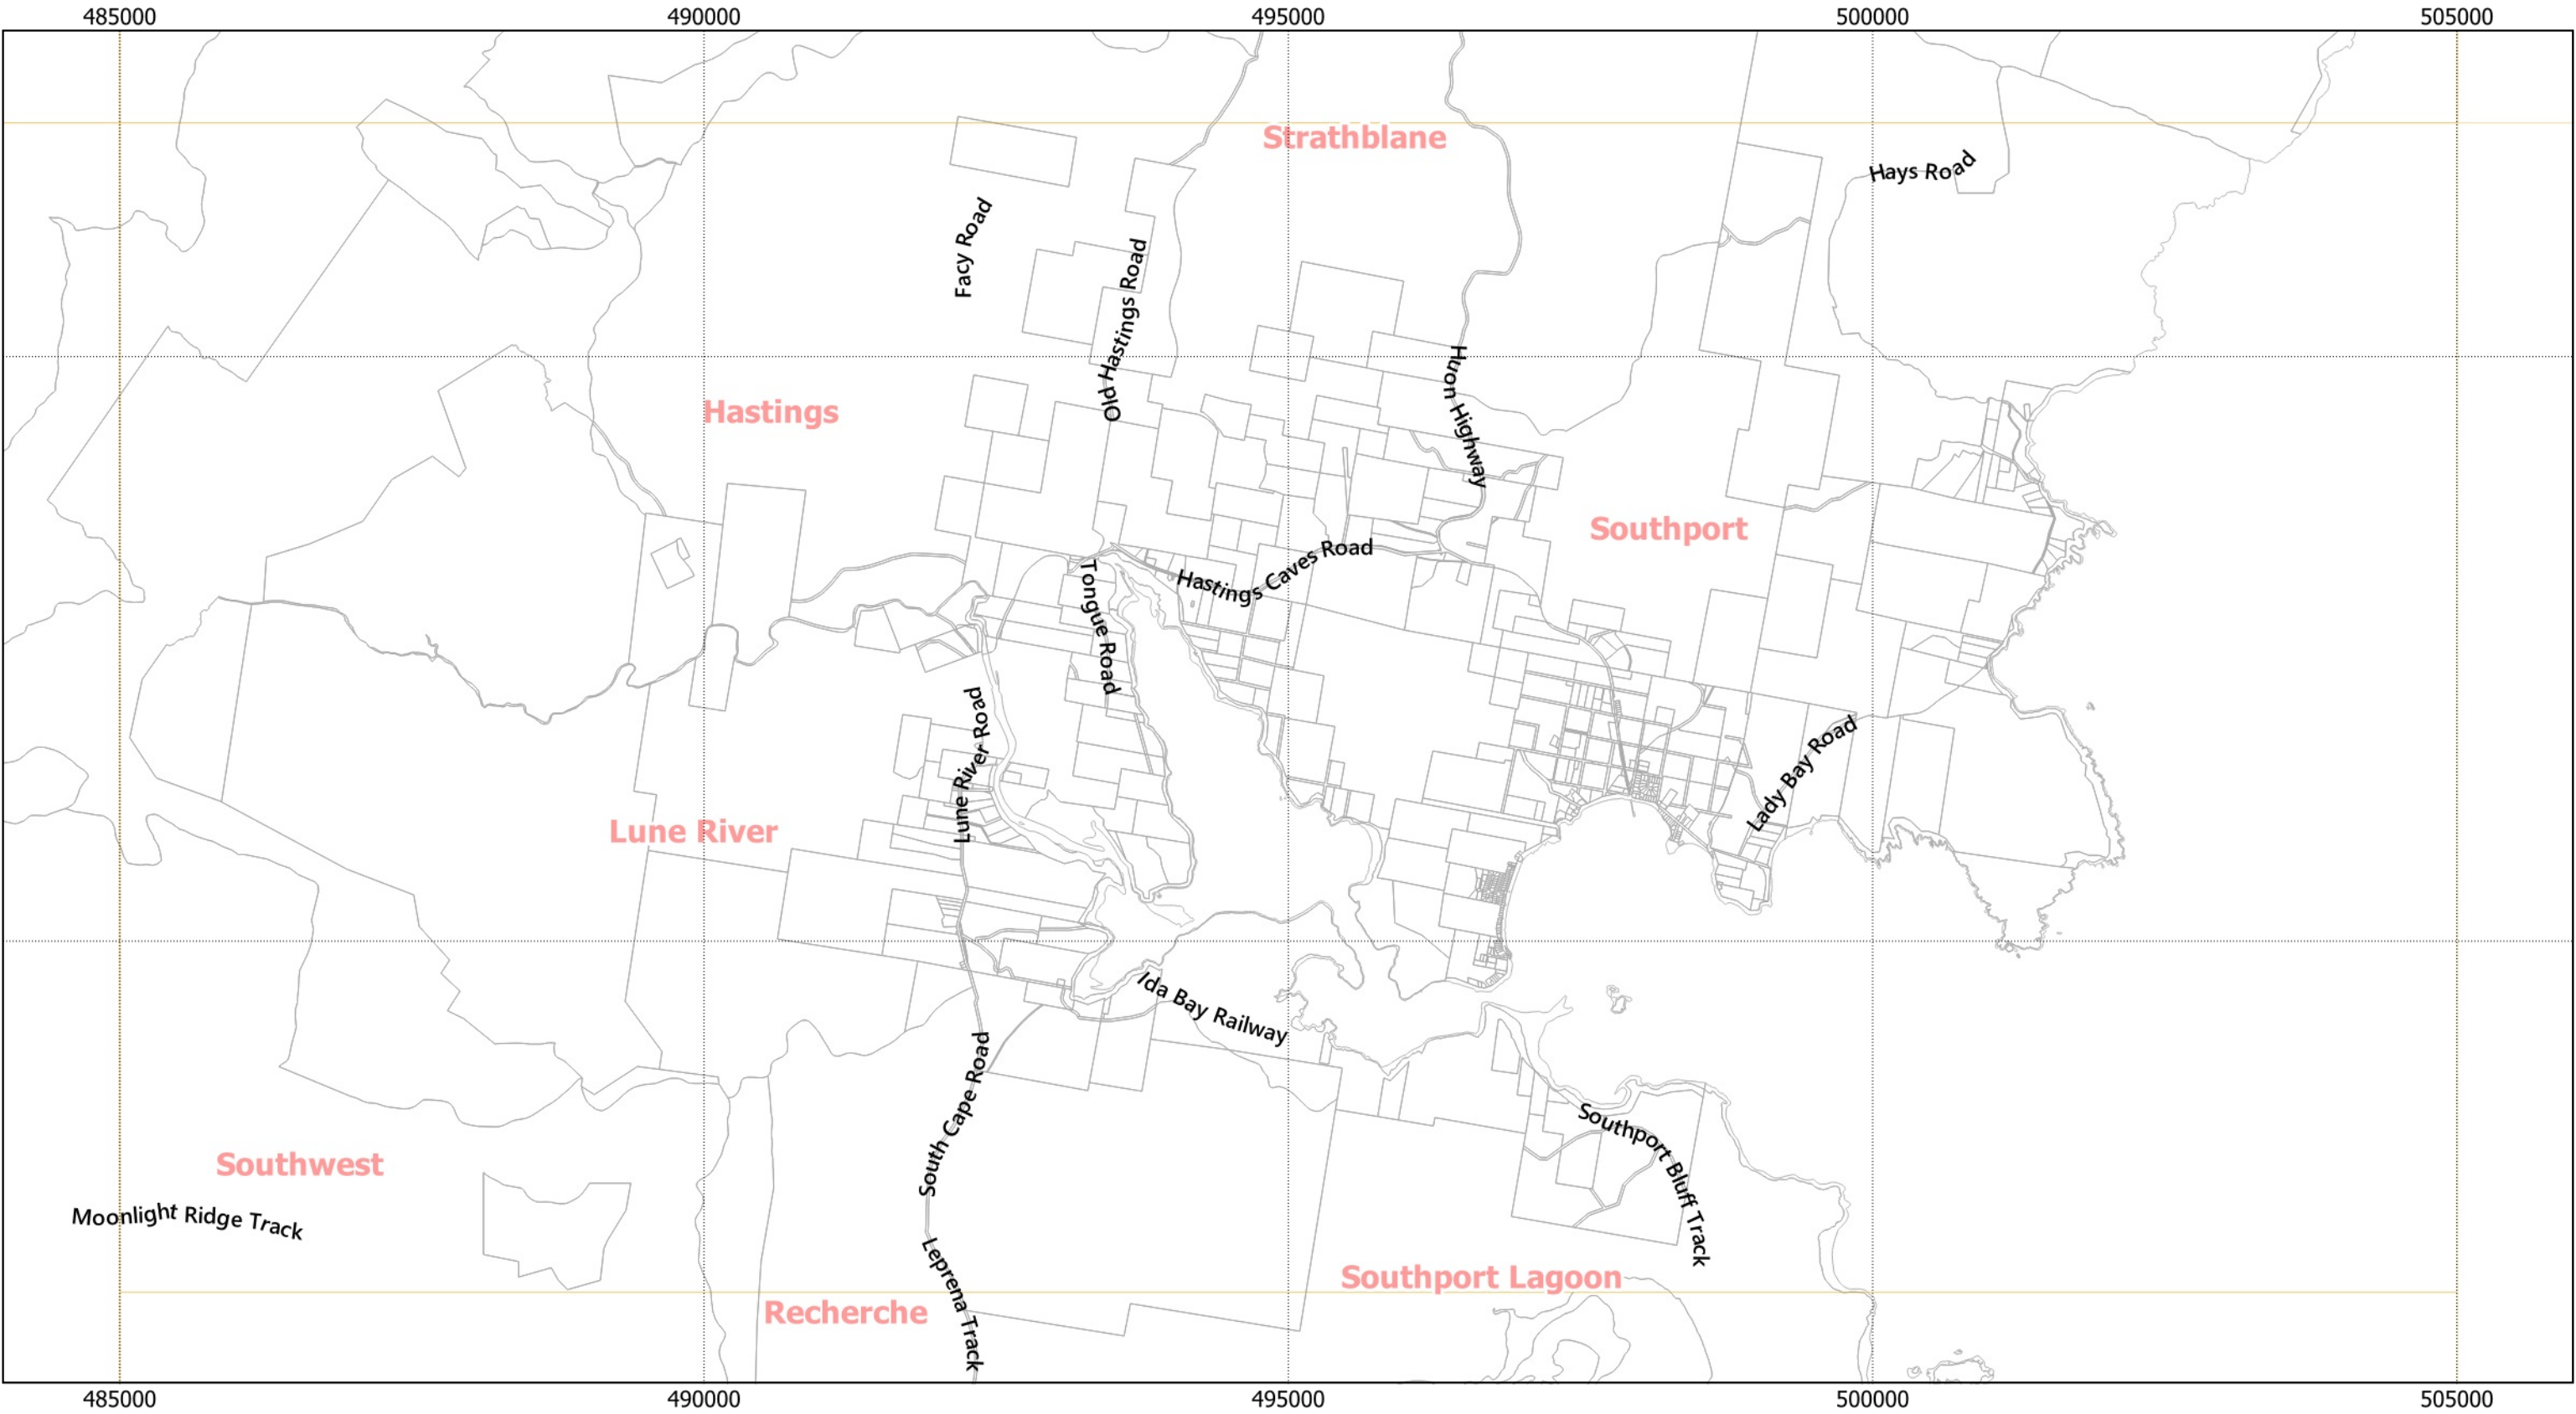 485000 490000 495000 500000 505000
Strathblane
Hays Road
Facy Road
Old Hastings Road
Huon Highway
Hastings
Southport
Hastings Caves Road
Tongue Road
Lune River Road
Lady Bay Road
Lune River
Ida Bay Railway
South Cape Road
Southport Bluff Track
Southwest
Moonlight Ridge Track
Leprena Track
Southport Lagoon
Recherche
485000 490000 495000 500000 505000